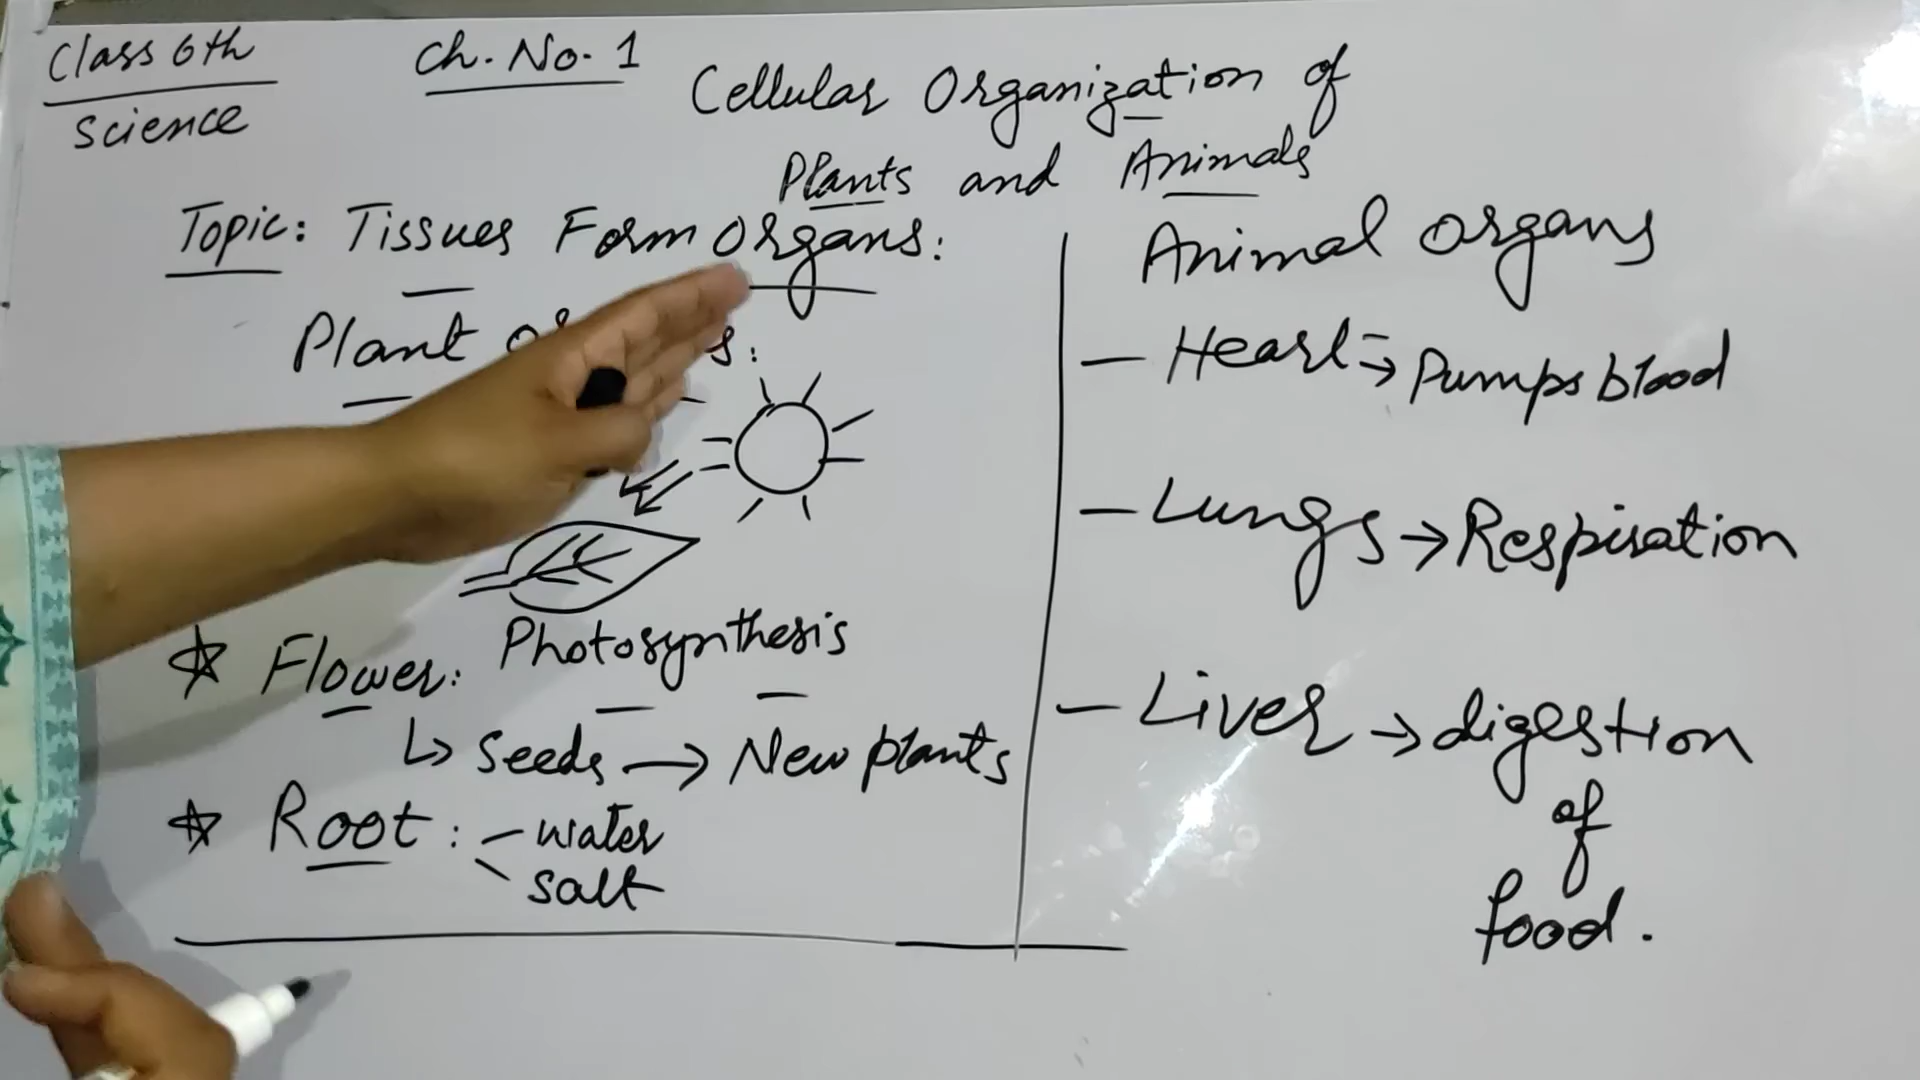 Class 6th
Science
Ch. No. 1
Cellular Organization of
Plants and Animals
Topic: Tissues Form Organs:
Plant
Photosynthesis
☆ Flower:
↳ Seeds → New plants
☆ Root: - water
salt
Animal Organs
- Heart => Pumps blood
- Lungs → Respiration
- Liver → digestion
of
food.